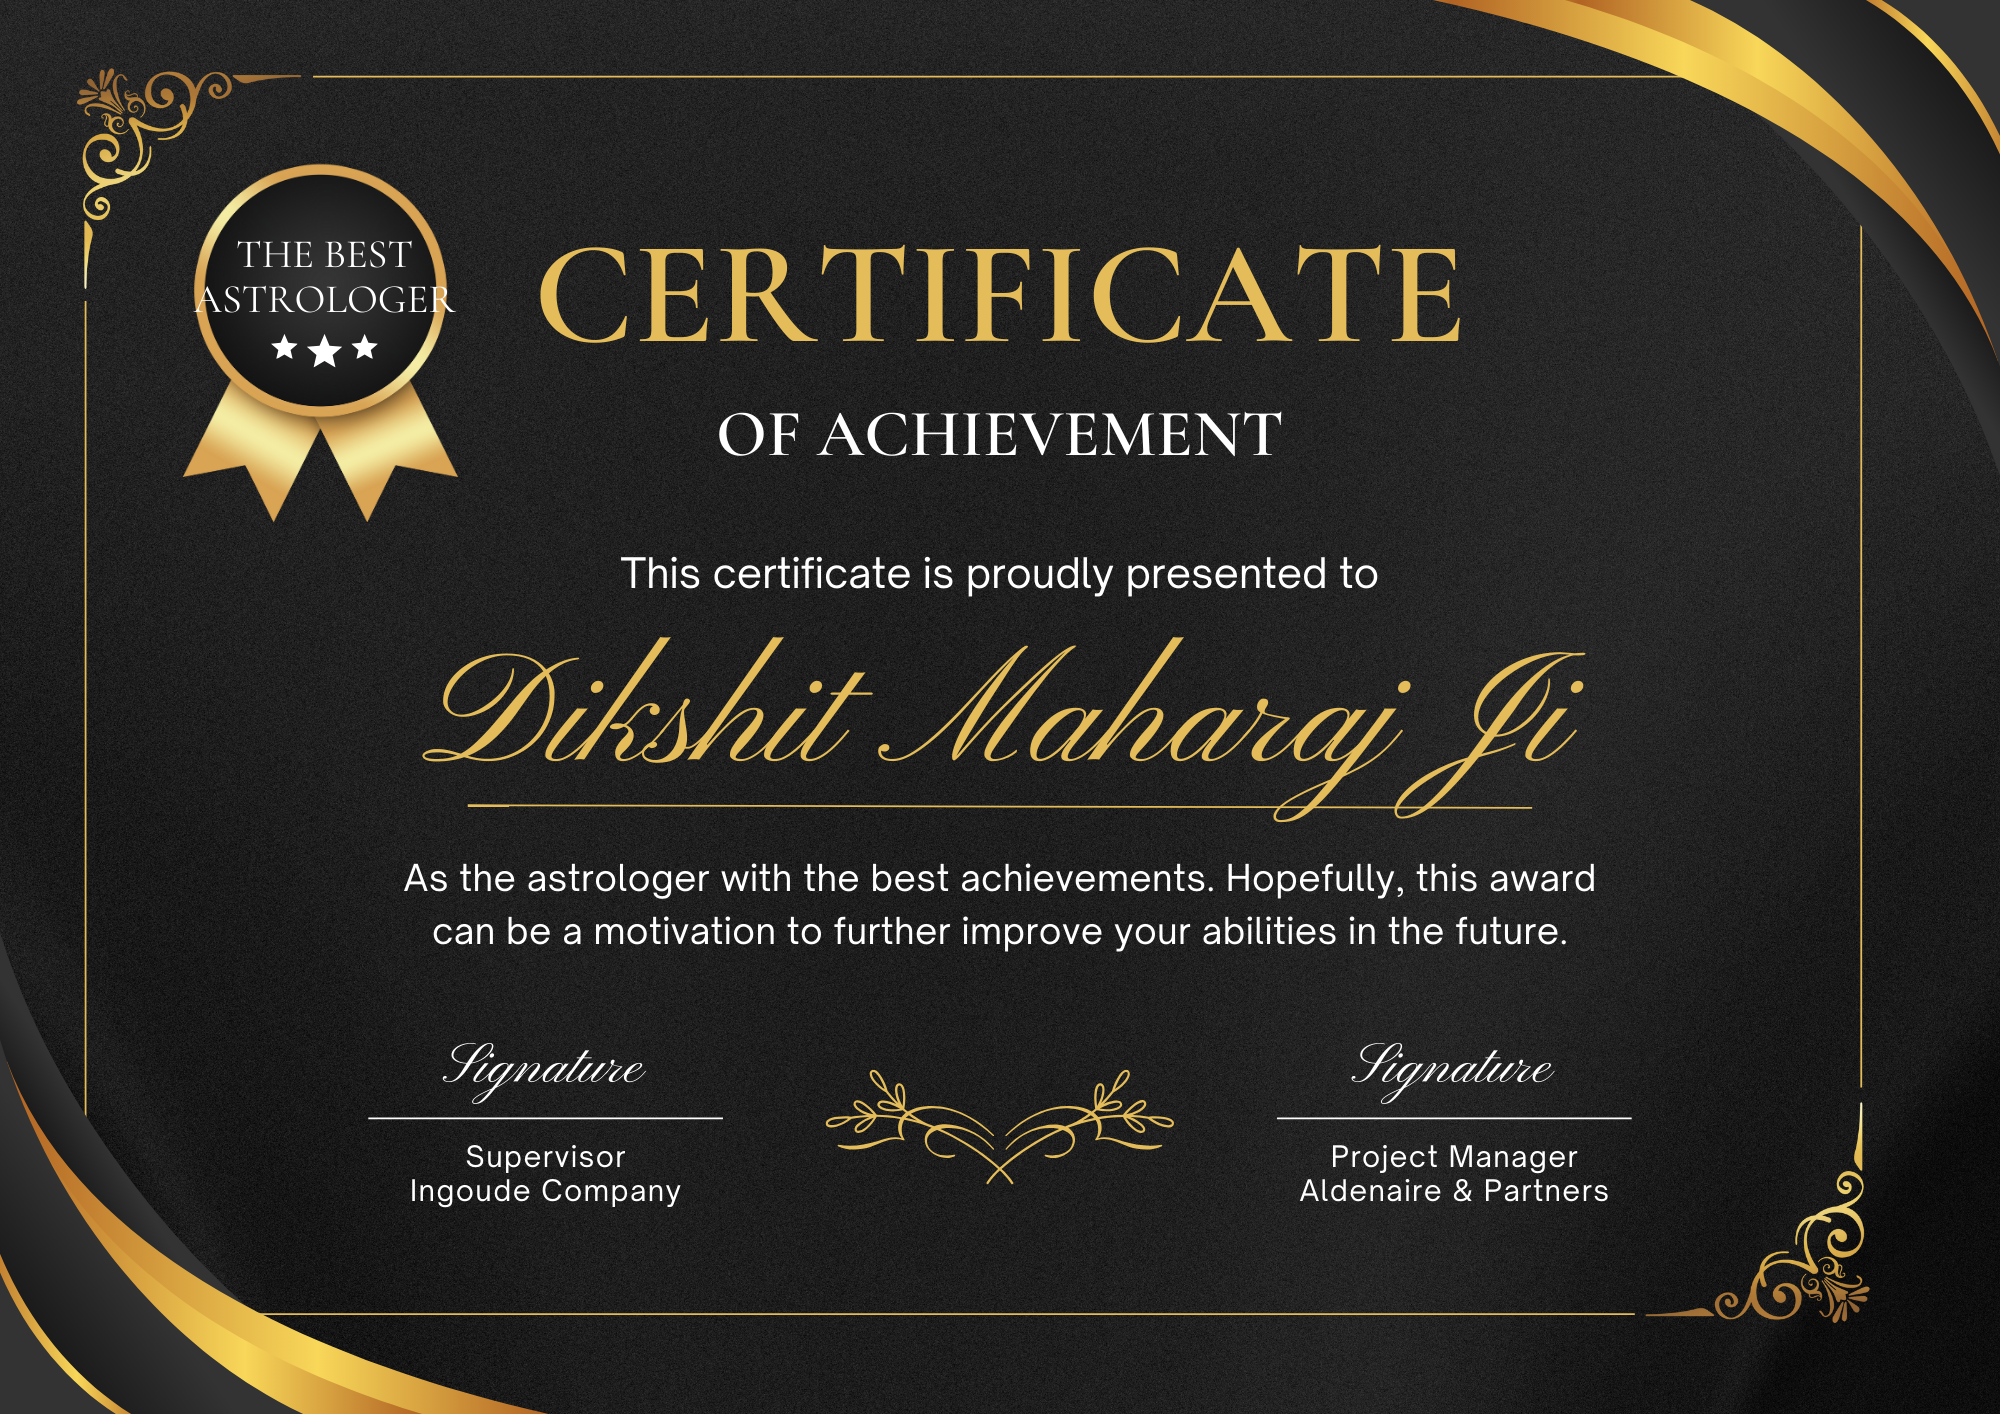 THE BEST
ASTROLOGER
CERTIFICATE
OF ACHIEVEMENT
This certificate is proudly presented to
Dikshit Maharaj Ji
As the astrologer with the best achievements. Hopefully, this award
can be a motivation to further improve your abilities in the future.
Signature
Supervisor
Ingoude Company
Signature
Project Manager
Aldenaire & Partners